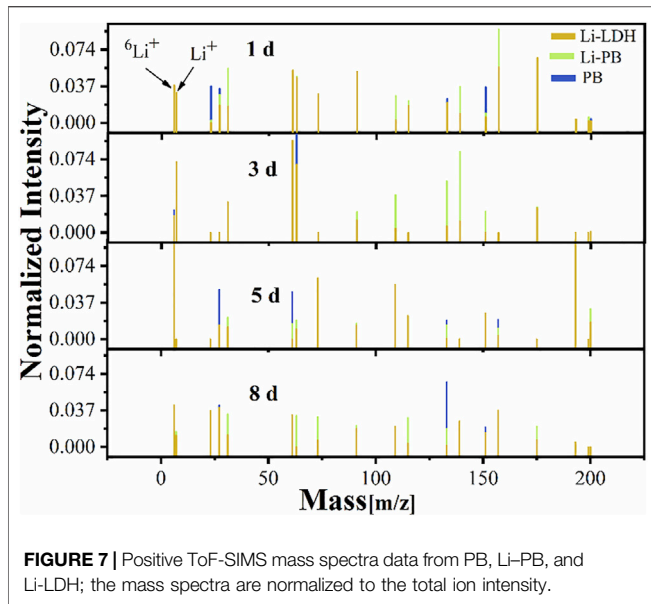 Normalized Intensity
0.074
0.037
0.000
⁶Li⁺
Li⁺
1 d
Li-LDH
Li-PB
PB
0.074
0.037
0.000
3 d
0.074
0.037
0.000
5 d
0.074
0.037
0.000
8 d
0 50 100 150 200
Mass[m/z]
FIGURE 7 | Positive ToF-SIMS mass spectra data from PB, Li–PB, and
Li-LDH; the mass spectra are normalized to the total ion intensity.